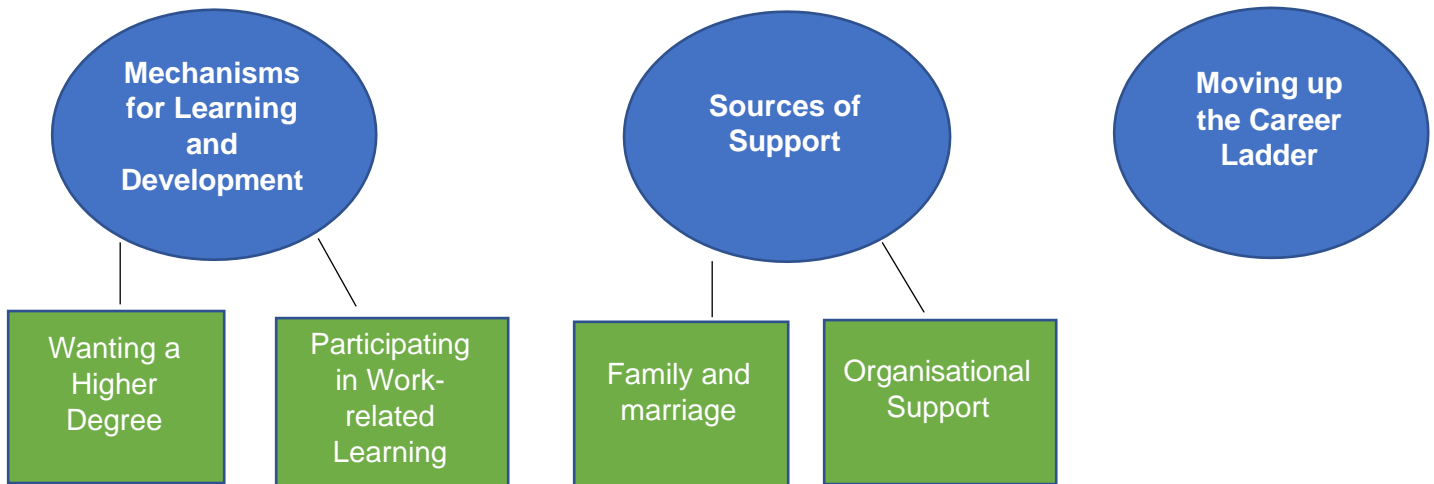 Mechanisms
for Learning
and
Development
Sources of
Support
Moving up
the Career
Ladder
Wanting a
Higher
Degree
Participating
in Work-
related
Learning
Family and
marriage
Organisational
Support